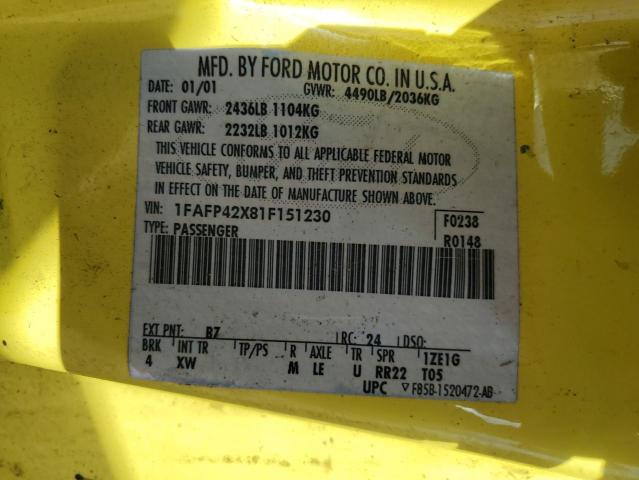 MFD. BY FORD MOTOR CO. IN U.S.A.
DATE: 01/01 GVWR: 4490LB/2036KG
FRONT GAWR: 2436LB 1104KG
REAR GAWR: 2232LB 1012KG
THIS VEHICLE CONFORMS TO ALL APPLICABLE FEDERAL MOTOR
VEHICLE SAFETY, BUMPER, AND THEFT PREVENTION STANDARDS
IN EFFECT ON THE DATE OF MANUFACTURE SHOWN ABOVE.
VIN: 1FAFP42X81F151230 F0238
TYPE: PASSENGER R0148
EXT PNT: BZ RC: 24 DSO:
BRK INT TR TP/PS R AXLE TR SPR 1ZE1G
4 XW M LE U RR22 T05
UPC F85B-1520472-AB